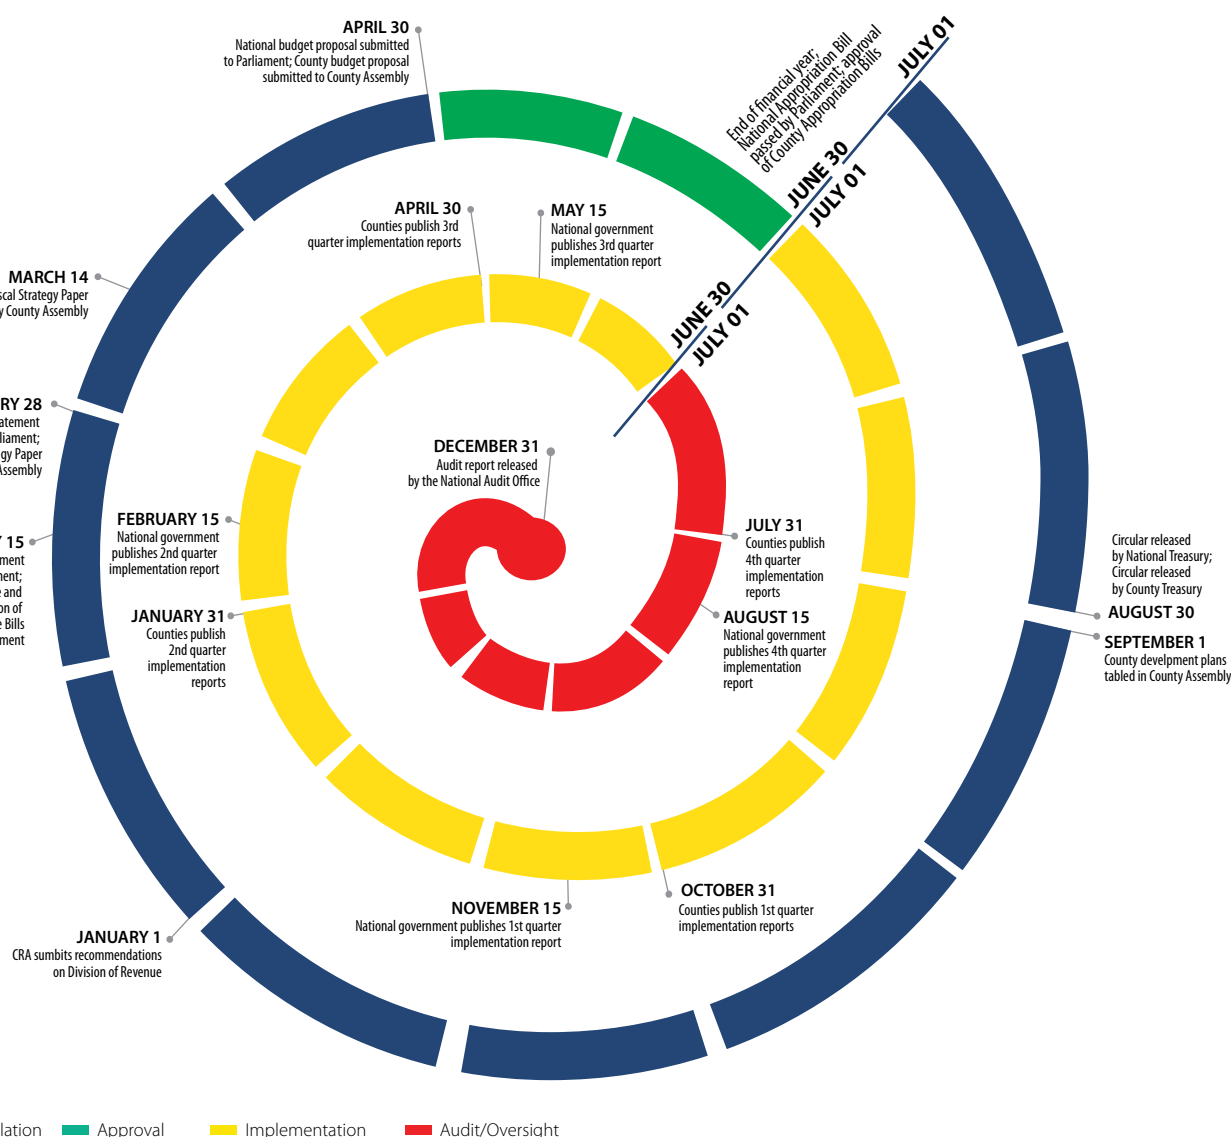 APRIL 30
National budget proposal submitted
to Parliament; County budget proposal
submitted to County Assembly
End of financial year;
National Appropriation Bill
passed by Parliament; approval
of County Appropriation Bills
JULY 01
JUNE 30
JULY 01
APRIL 30
Counties publish 3rd
quarter implementation reports
MAY 15
National government
publishes 3rd quarter
implementation report
JUNE 30
JULY 01
MARCH 14
Strategy Paper
County Assembly
28
Paper
Assembly
15
and
of
Bills
DECEMBER 31
Audit report released
by the National Audit Office
FEBRUARY 15
National government
publishes 2nd quarter
implementation report
JANUARY 31
Counties publish
2nd quarter
implementation
reports
JULY 31
Counties publish
4th quarter
implementation
reports
AUGUST 15
National government
publishes 4th quarter
implementation
report
Circular released
by National Treasury;
Circular released
by County Treasury
AUGUST 30
SEPTEMBER 1
County develpment plans
tabled in County Assembly
OCTOBER 31
Counties publish 1st quarter
implementation reports
NOVEMBER 15
National government publishes 1st quarter
implementation report
JANUARY 1
CRA sumbits recommendations
on Division of Revenue
Approval
Implementation
Audit/Oversight